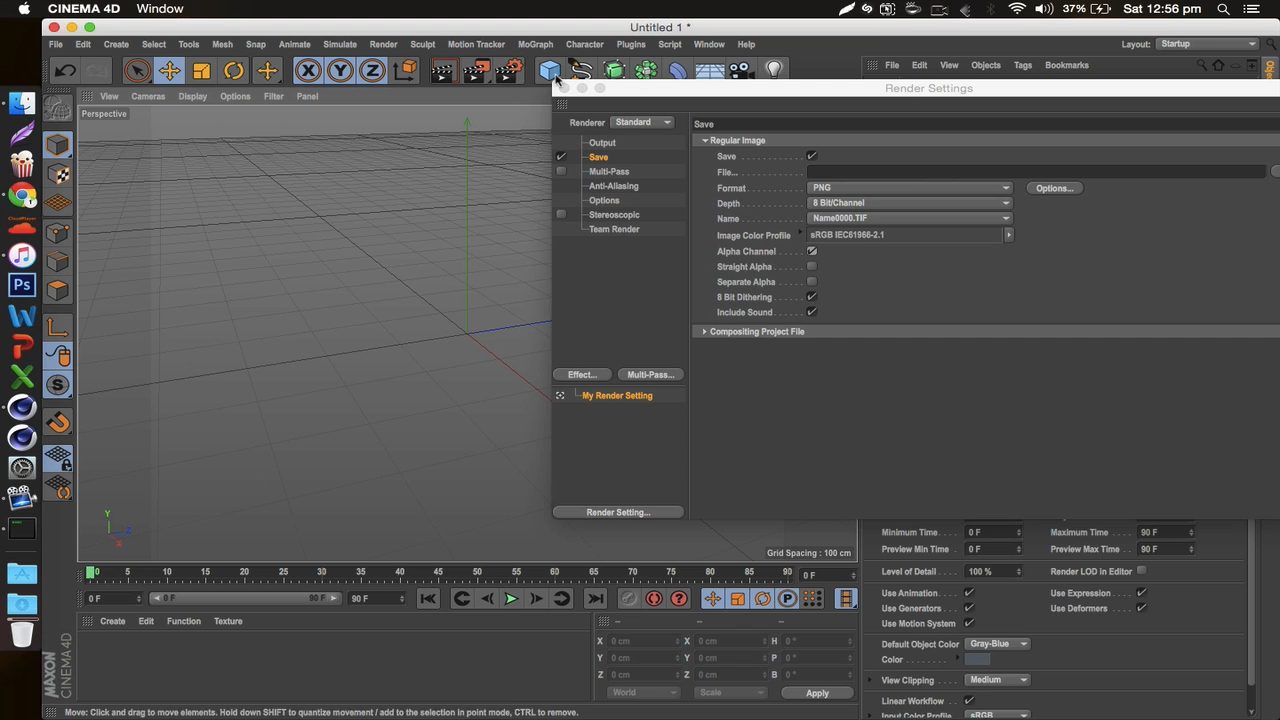 CINEMA 4D Window 37% Sat 12:56 pm
Untitled 1 *
File Edit Create Select Tools Mesh Snap Animate Simulate Render Sculpt Motion Tracker MoGraph Character Plugins Script Window Help Layout: Startup
File Edit View Objects Tags Bookmarks
View Cameras Display Options Filter Panel
Render Settings
Perspective
Renderer Standard
Output
Save
Multi-Pass
Anti-Aliasing
Options
Stereoscopic
Team Render
Effect... Multi-Pass...
My Render Setting
Render Setting...
Save
Regular Image
Save
File...
Format PNG Options...
Depth 8 Bit/Channel
Name Name0000.TIF
Image Color Profile sRGB IEC61966-2.1
Alpha Channel
Straight Alpha
Separate Alpha
8 Bit Dithering
Include Sound
Compositing Project File
Y
Z
X
Grid Spacing : 100 cm
0 5 10 15 20 25 30 35 40 45 50 55 60 65 70 75 80 85 90 0 F
0 F 0 F 90 F 90 F
Create Edit Function Texture
X 0 cm X 0 cm H 0 °
Y 0 cm Y 0 cm P 0 °
Z 0 cm Z 0 cm B 0 °
World Scale Apply
Minimum Time 0 F Maximum Time 90 F
Preview Min Time 0 F Preview Max Time 90 F
Level of Detail 100 % Render LOD in Editor
Use Animation Use Expression
Use Generators Use Deformers
Use Motion System
Default Object Color Gray-Blue
Color
View Clipping Medium
Linear Workflow
Input Color Profile sRGB
MAXON
CINEMA 4D
Move: Click and drag to move elements. Hold down SHIFT to quantize movement / add to the selection in point mode, CTRL to remove.